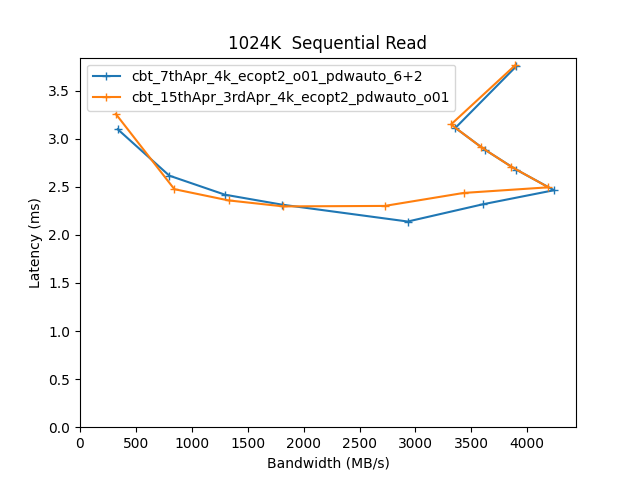 1024K  Sequential Read
cbt_7thApr_4k_ecopt2_o01_pdwauto_6+2
cbt_15thApr_3rdApr_4k_ecopt2_pdwauto_o01
Latency (ms)
3.5
3.0
2.5
2.0
1.5
1.0
0.5
0.0
0 500 1000 1500 2000 2500 3000 3500 4000
Bandwidth (MB/s)